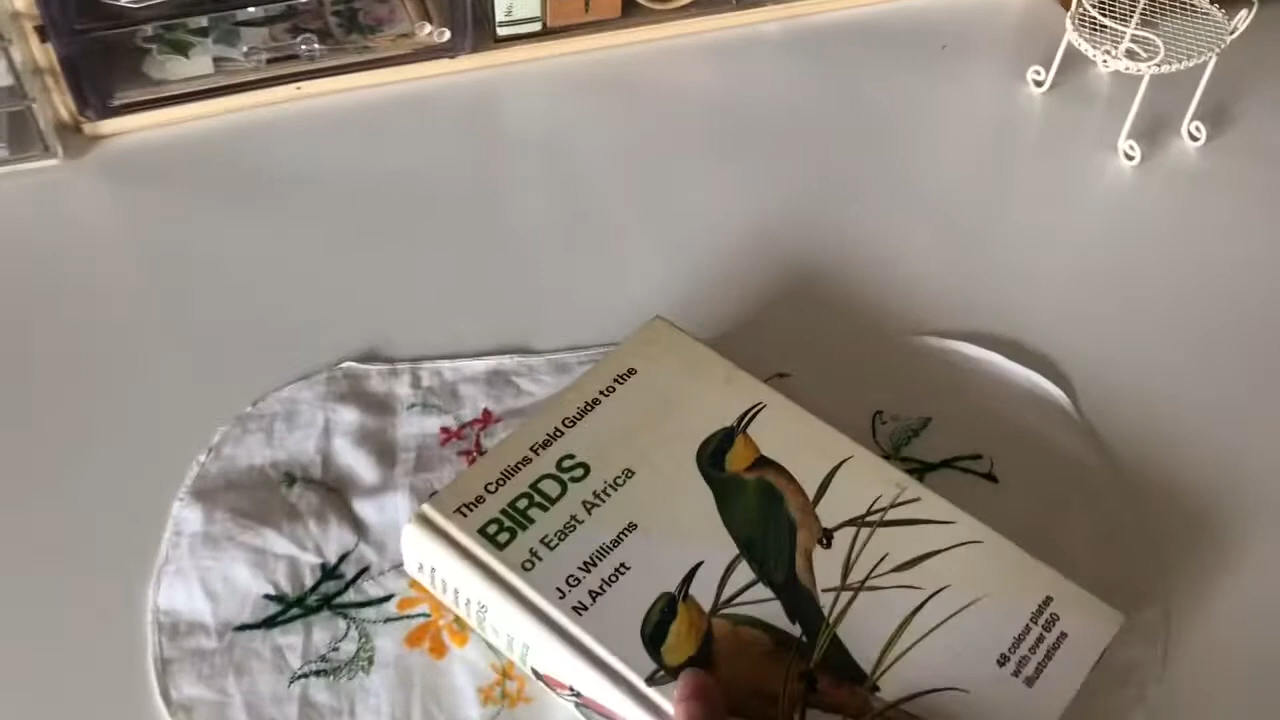 The Collins Field Guide to the
BIRDS
of East Africa
J.G. Williams
N. Arlott
48 colour plates
with over 650
illustrations
No.